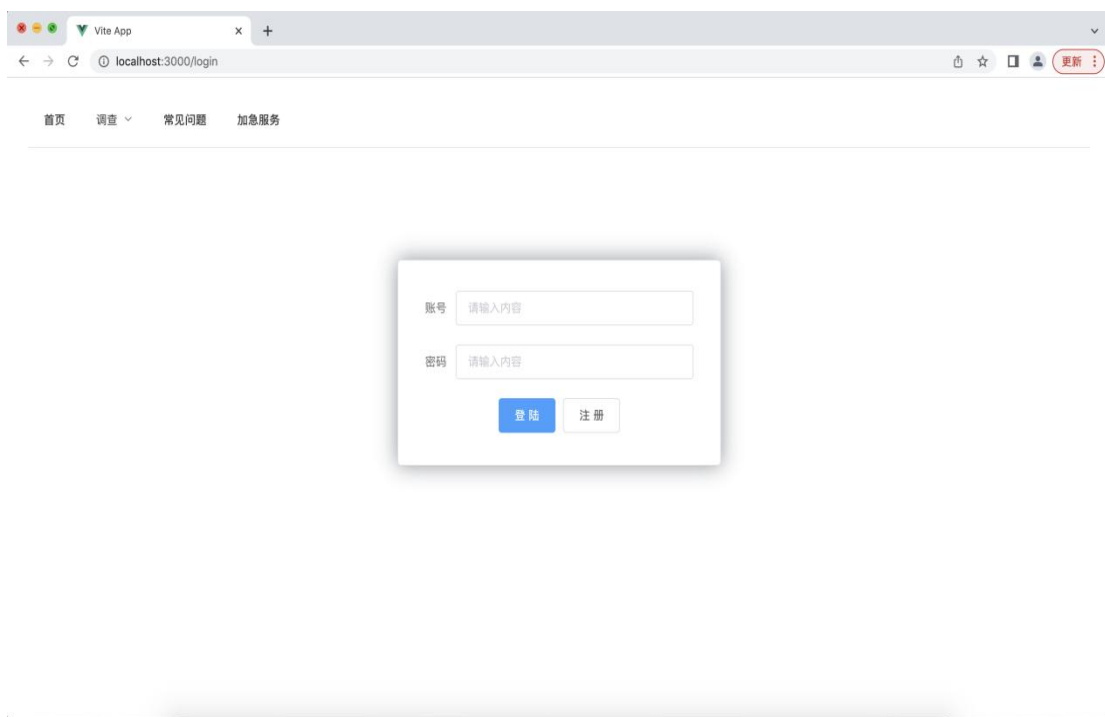 Vite App
localhost:3000/login
更新
首页 调查 常见问题 加急服务
账号 请输入内容
密码 请输入内容
登陆 注册